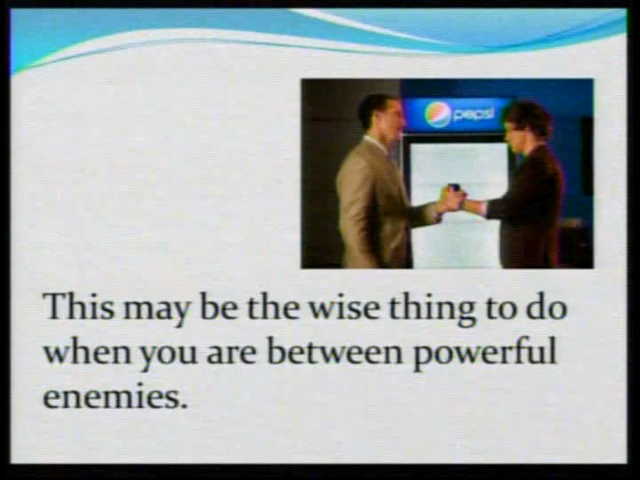 pepsi
This may be the wise thing to do
when you are between powerful
enemies.